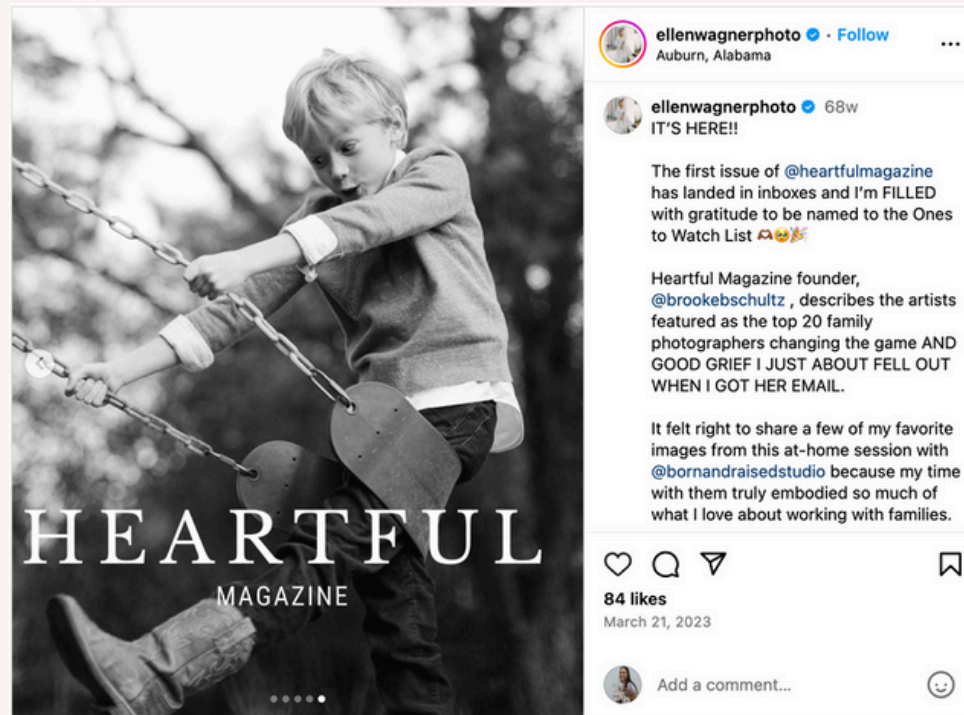 HEARTFUL
MAGAZINE
ellenwagnerphoto • Follow
Auburn, Alabama
ellenwagnerphoto 68w
IT'S HERE!!
The first issue of @heartfulmagazine
has landed in inboxes and I'm FILLED
with gratitude to be named to the Ones
to Watch List 🫶🏽🥹🎉
Heartful Magazine founder,
@brookebschultz , describes the artists
featured as the top 20 family
photographers changing the game AND
GOOD GRIEF I JUST ABOUT FELL OUT
WHEN I GOT HER EMAIL.
It felt right to share a few of my favorite
images from this at-home session with
@bornandraisedstudio because my time
with them truly embodied so much of
what I love about working with families.
84 likes
March 21, 2023
Add a comment...